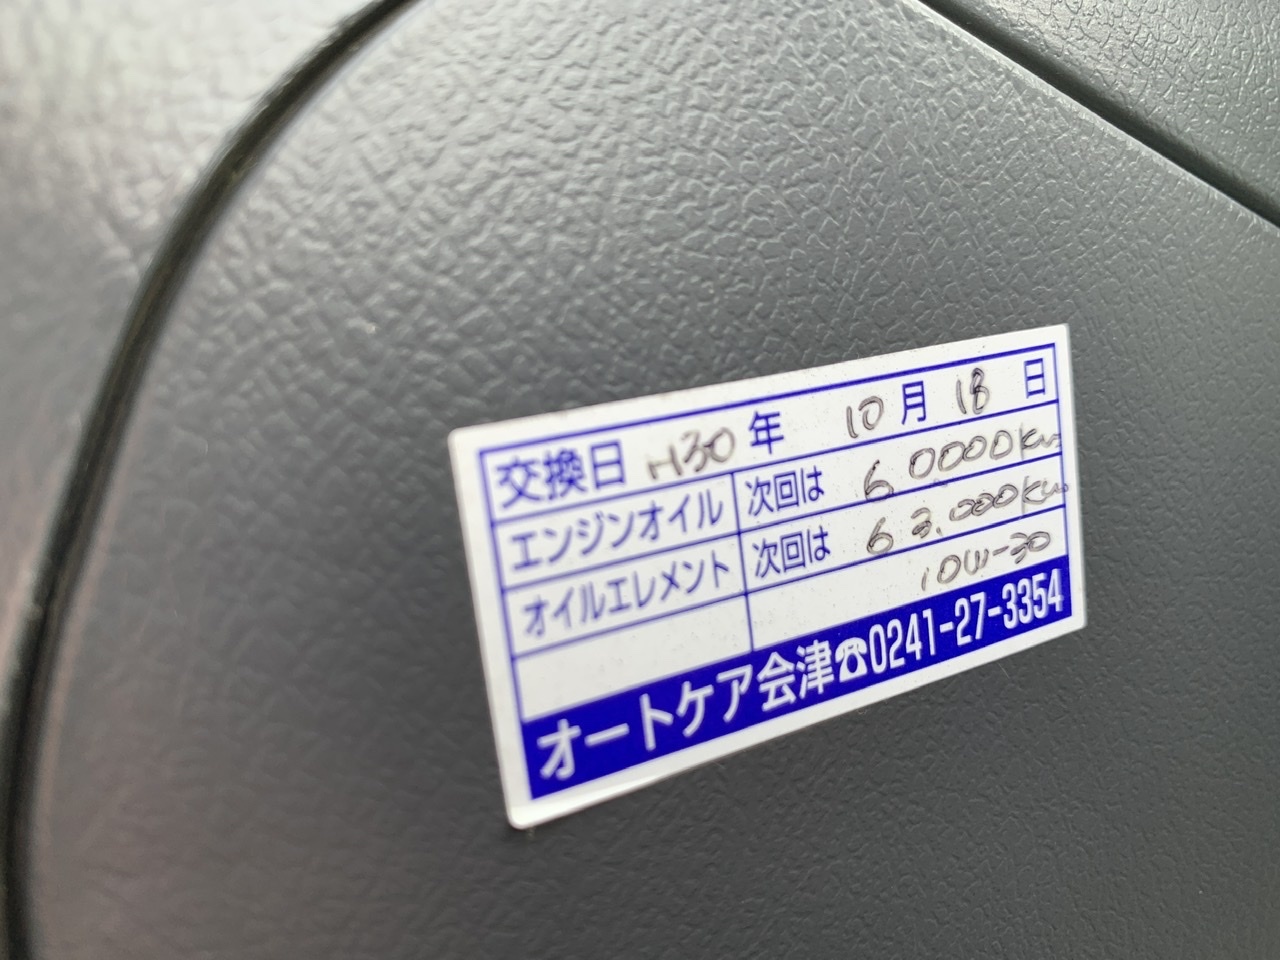 交換日 H30 年 10 月 18 日
エンジンオイル 次回は 60000Km
オイルエレメント 次回は 63.000Km
10W-30
オートケア会津☎0241-27-3354